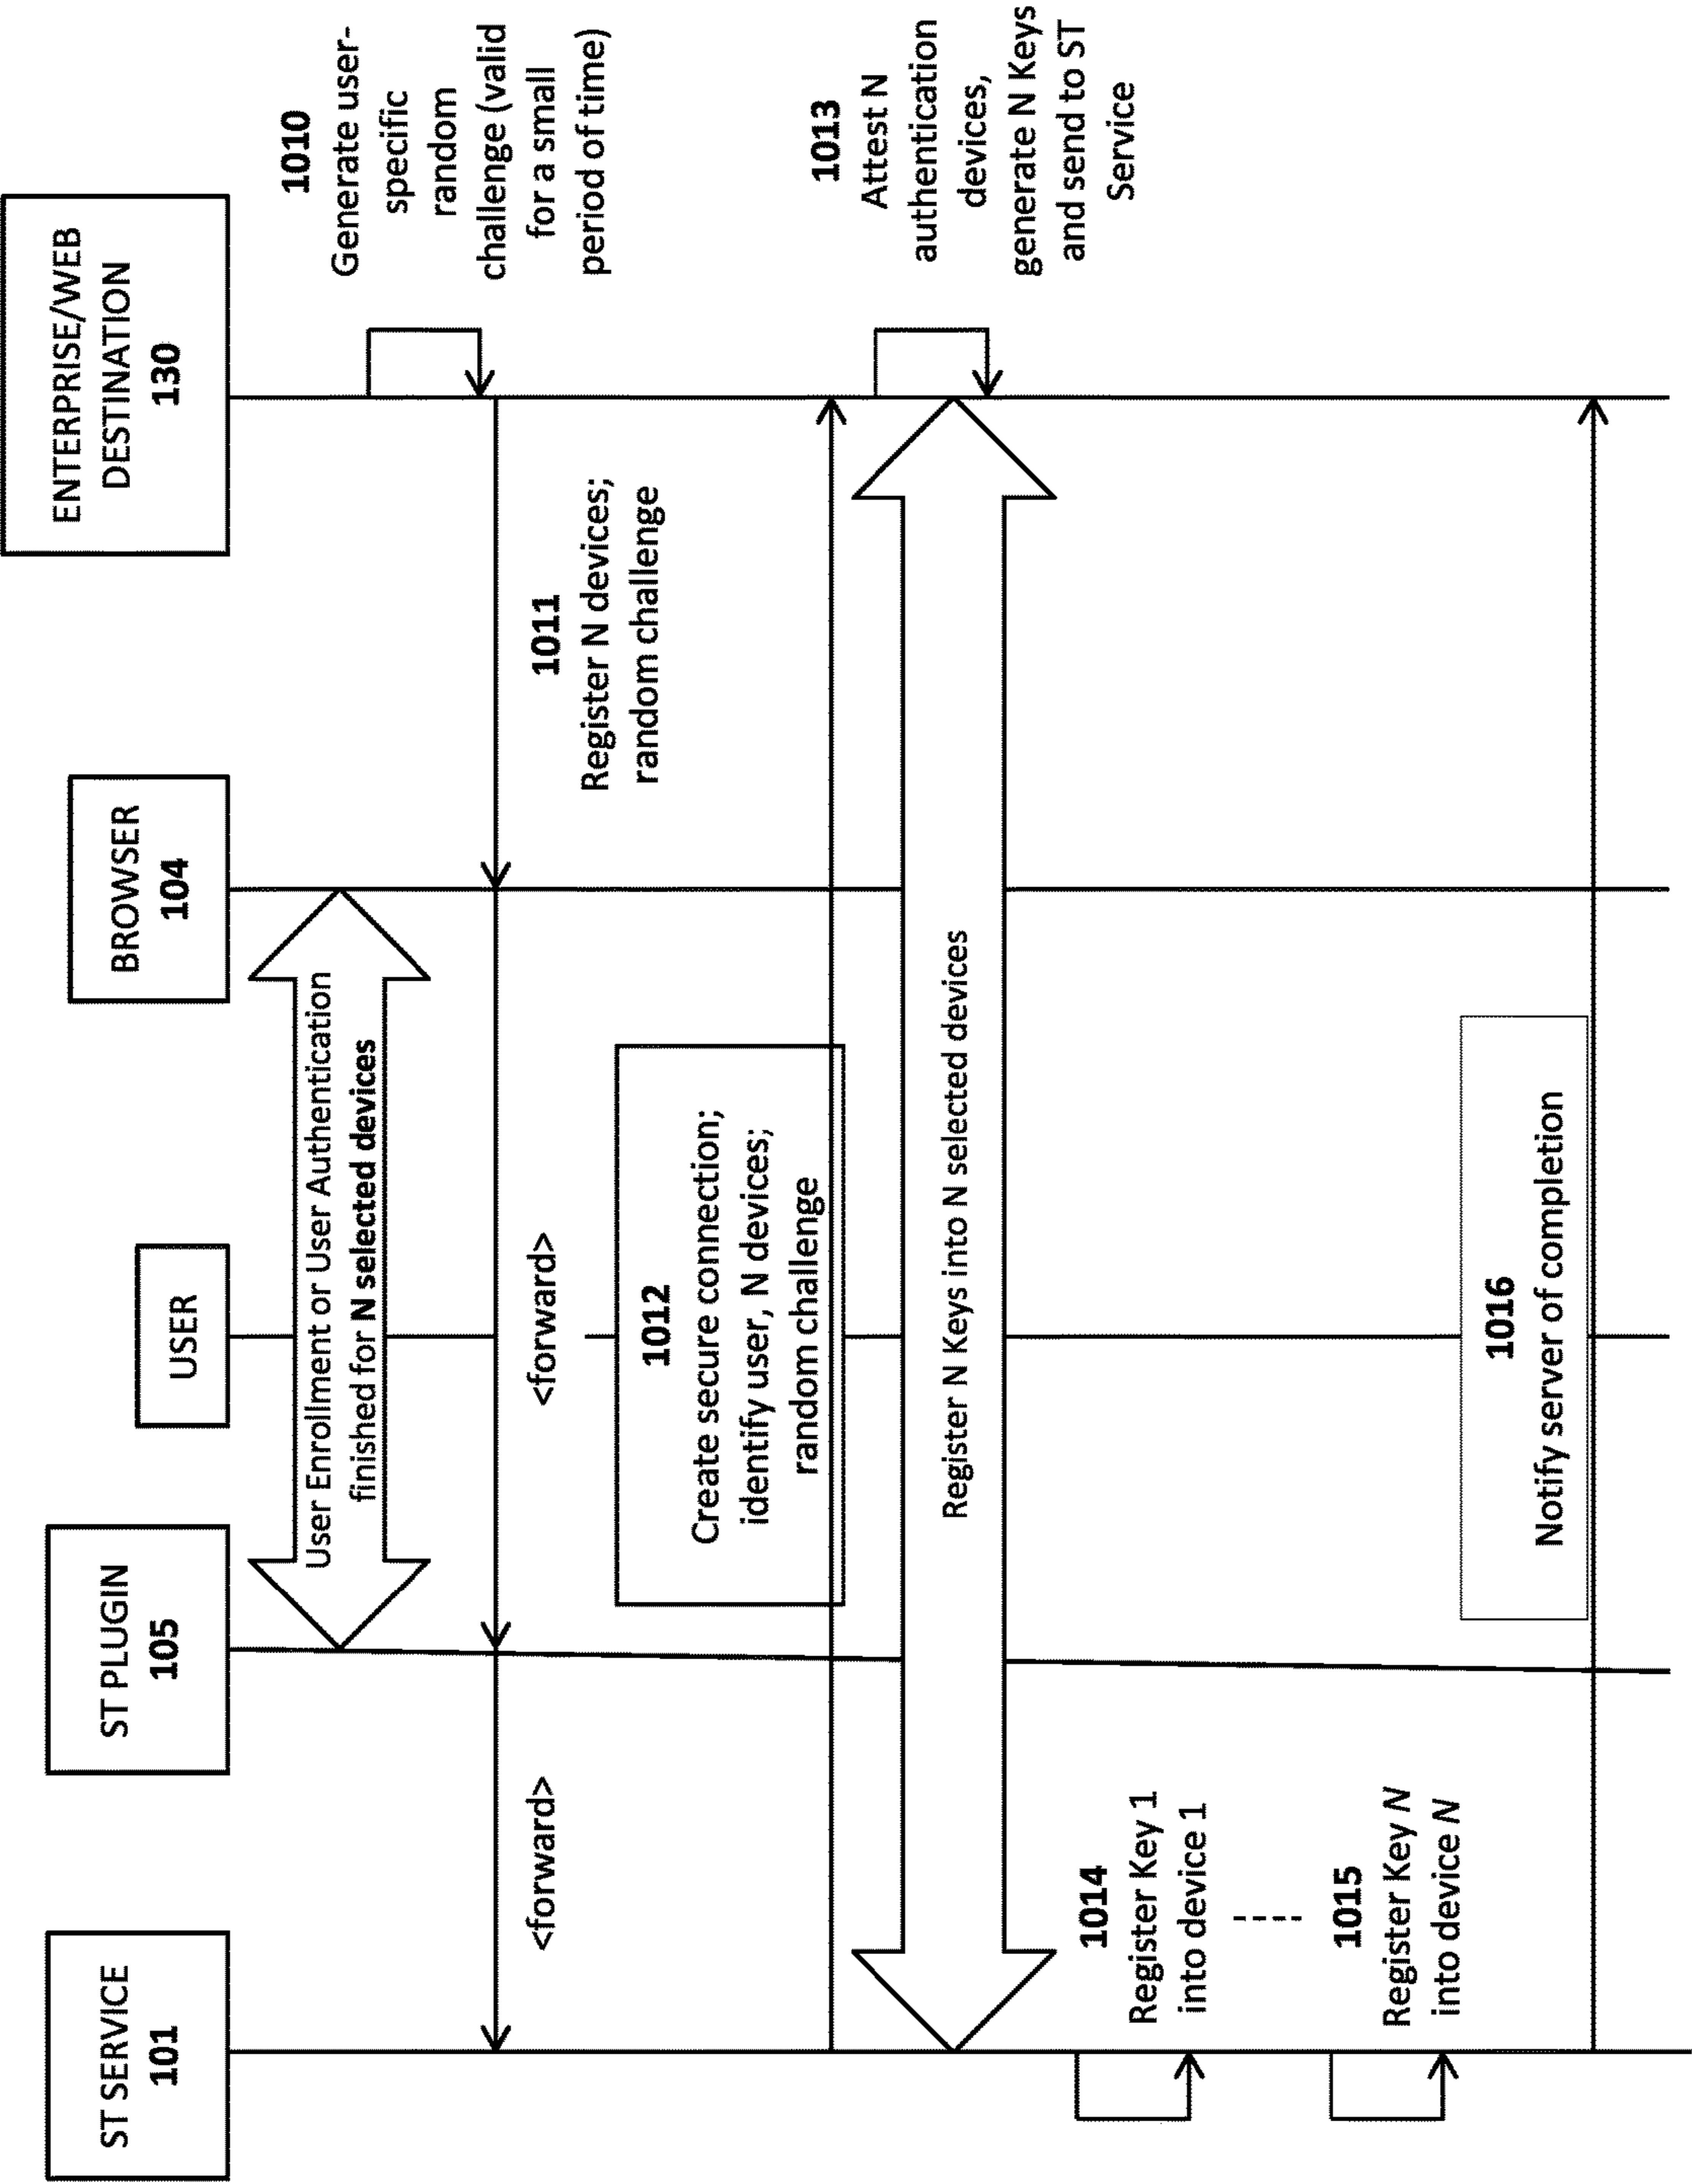 ST SERVICE
101
ST PLUGIN
105
USER
BROWSER
104
ENTERPRISE/WEB
DESTINATION
130
User Enrollment or User Authentication
finished for N selected devices
1010
Generate user-
specific
random
challenge (valid
for a small
period of time)
<forward>
<forward>
1011
Register N devices;
random challenge
1012
Create secure connection;
identify user, N devices;
random challenge
1013
Attest N
authentication
devices,
generate N Keys
and send to ST
Service
Register N Keys into N selected devices
1014
Register Key 1
into device 1
1015
Register Key N
into device N
1016
Notify server of completion